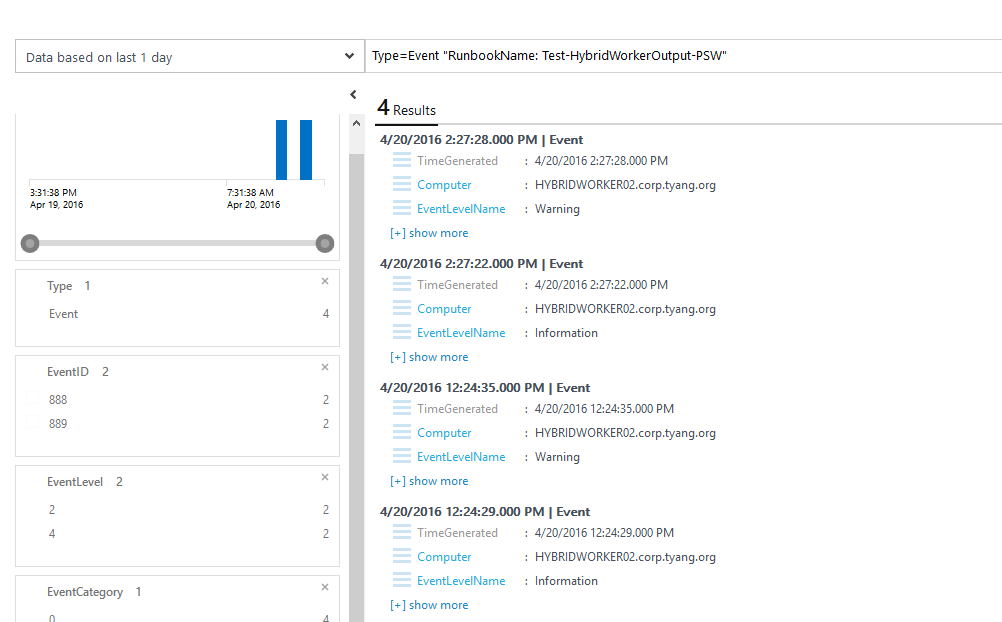 Data based on last 1 day
Type=Event "RunbookName: Test-HybridWorkerOutput-PSW"
3:31:38 PM 7:31:38 AM
Apr 19, 2016 Apr 20, 2016
Type 1
Event 4
EventID 2
888 2
889 2
EventLevel 2
2 2
4 2
EventCategory 1
0 4
4 Results
4/20/2016 2:27:28.000 PM | Event
TimeGenerated : 4/20/2016 2:27:28.000 PM
Computer : HYBRIDWORKER02.corp.tyang.org
EventLevelName : Warning
[+] show more
4/20/2016 2:27:22.000 PM | Event
TimeGenerated : 4/20/2016 2:27:22.000 PM
Computer : HYBRIDWORKER02.corp.tyang.org
EventLevelName : Information
[+] show more
4/20/2016 12:24:35.000 PM | Event
TimeGenerated : 4/20/2016 12:24:35.000 PM
Computer : HYBRIDWORKER02.corp.tyang.org
EventLevelName : Warning
[+] show more
4/20/2016 12:24:29.000 PM | Event
TimeGenerated : 4/20/2016 12:24:29.000 PM
Computer : HYBRIDWORKER02.corp.tyang.org
EventLevelName : Information
[+] show more